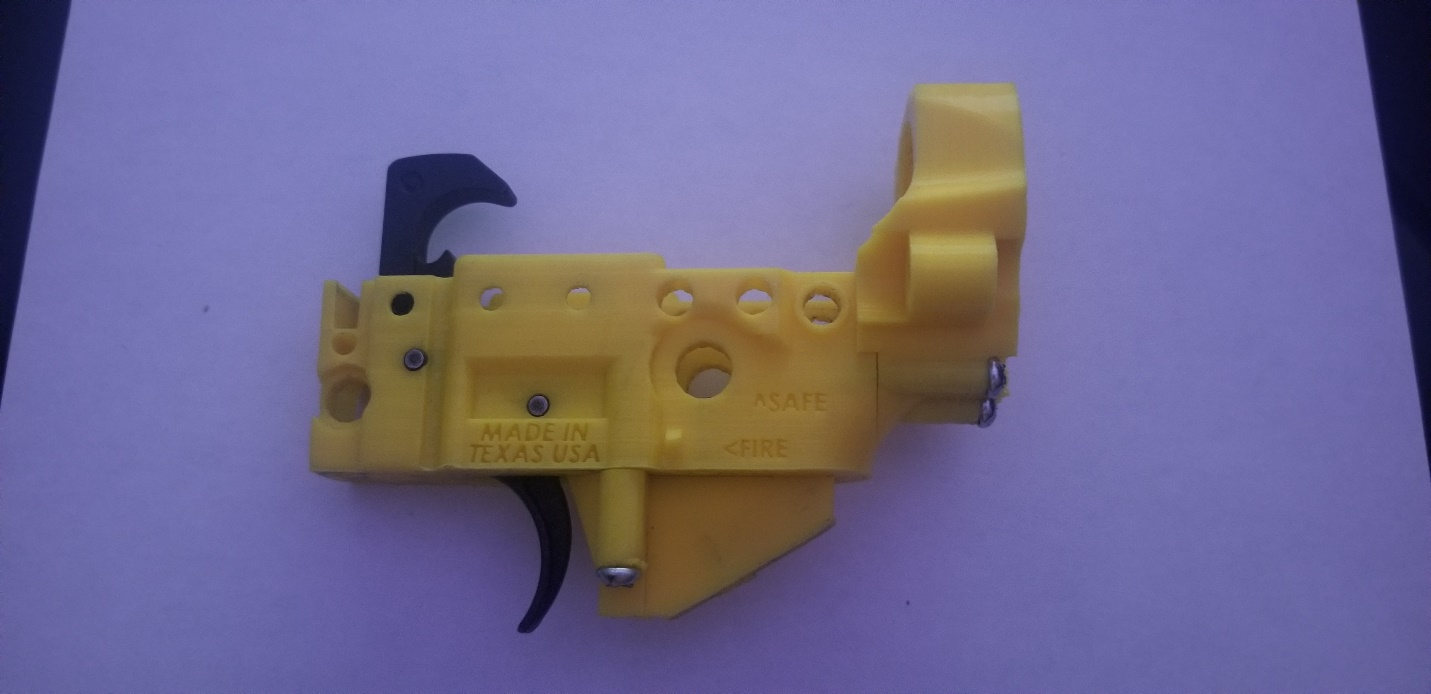 ^SAFE
MADE IN
TEXAS USA
<FIRE